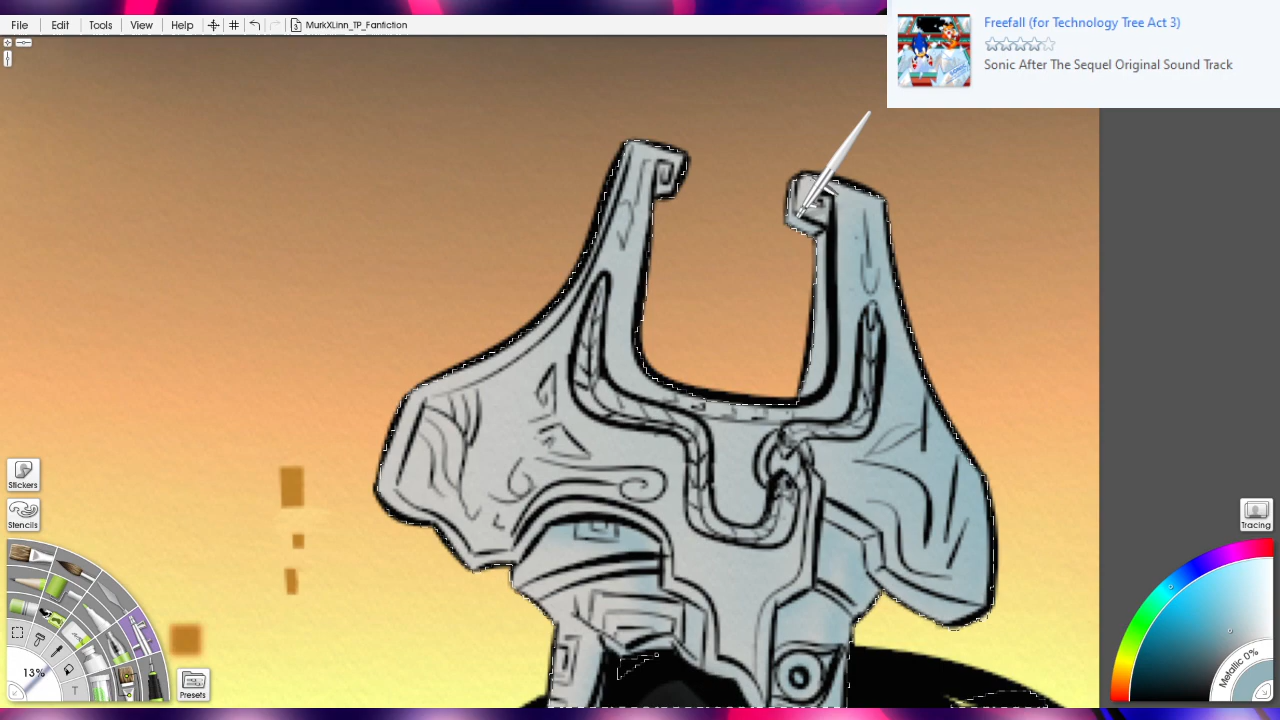 File Edit Tools View Help 3 MurkXLinn_TP_Fanfiction
Freefall (for Technology Tree Act 3)
Sonic After The Sequel Original Sound Track
Stickers
Stencils
Tracing
13%
T
Presets
Metallic 0%